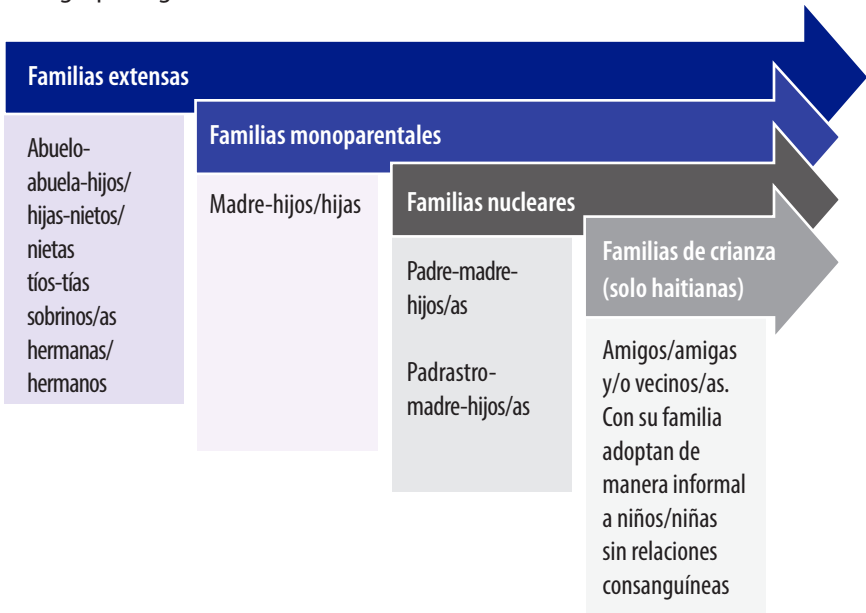 Familias extensas
Abuelo-
abuela-hijos/
hijas-nietos/
nietas
tíos-tías
sobrinos/as
hermanas/
hermanos
Familias monoparentales
Madre-hijos/hijas
Familias nucleares
Padre-madre-
hijos/as
Padrastro-
madre-hijos/as
Familias de crianza
(solo haitianas)
Amigos/amigas
y/o vecinos/as.
Con su familia
adoptan de
manera informal
a niños/niñas
sin relaciones
consanguíneas